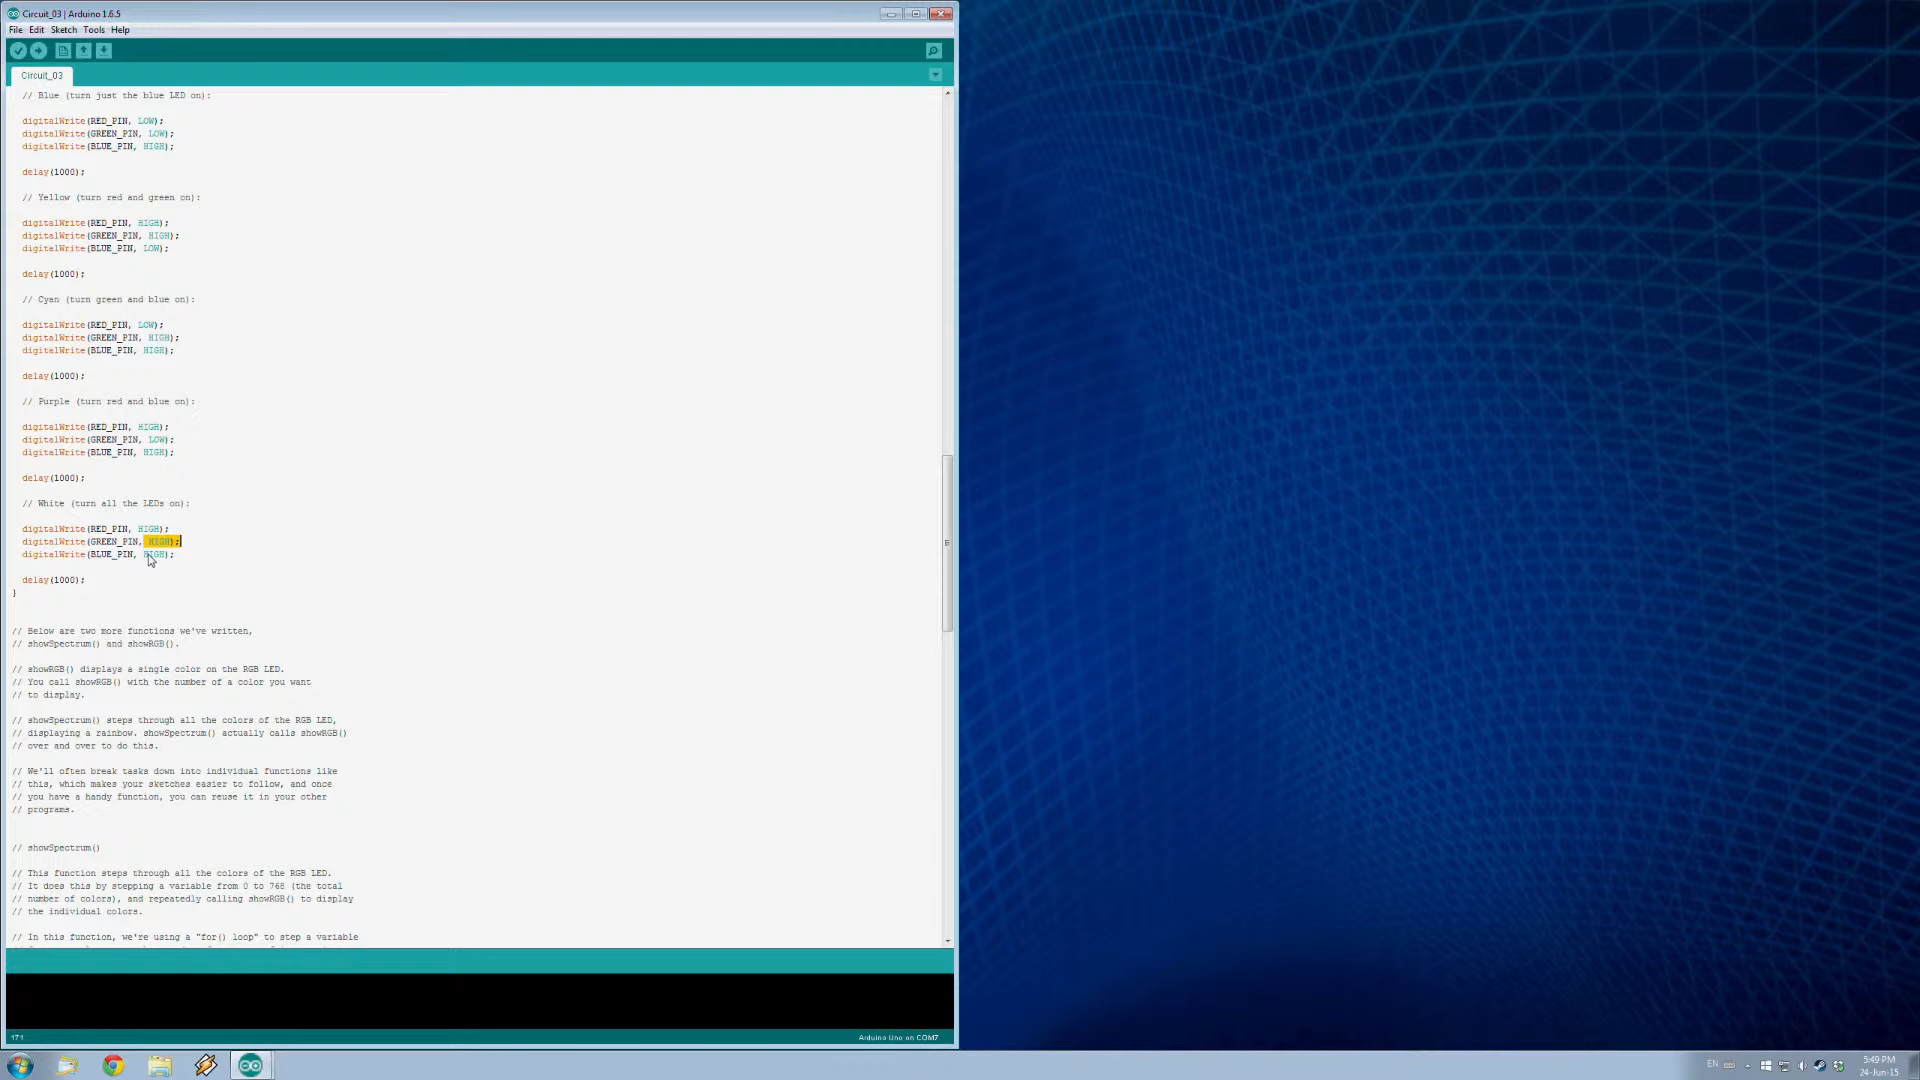 Circuit_03 | Arduino 1.6.5
File Edit Sketch Tools Help
Circuit_03
// Blue (turn just the blue LED on):
digitalWrite(RED_PIN, LOW);
digitalWrite(GREEN_PIN, LOW);
digitalWrite(BLUE_PIN, HIGH);
delay(1000);
// Yellow (turn red and green on):
digitalWrite(RED_PIN, HIGH);
digitalWrite(GREEN_PIN, HIGH);
digitalWrite(BLUE_PIN, LOW);
delay(1000);
// Cyan (turn green and blue on):
digitalWrite(RED_PIN, LOW);
digitalWrite(GREEN_PIN, HIGH);
digitalWrite(BLUE_PIN, HIGH);
delay(1000);
// Purple (turn red and blue on):
digitalWrite(RED_PIN, HIGH);
digitalWrite(GREEN_PIN, LOW);
digitalWrite(BLUE_PIN, HIGH);
delay(1000);
// White (turn all the LEDs on):
digitalWrite(RED_PIN, HIGH);
digitalWrite(GREEN_PIN, HIGH);
digitalWrite(BLUE_PIN, HIGH);
delay(1000);
}
// Below are two more functions we've written,
// showSpectrum() and showRGB().
// showRGB() displays a single color on the RGB LED.
// You call showRGB() with the number of a color you want
// to display.
// showSpectrum() steps through all the colors of the RGB LED,
// displaying a rainbow. showSpectrum() actually calls showRGB()
// over and over to do this.
// We'll often break tasks down into individual functions like
// this, which makes your sketches easier to follow, and once
// you have a handy function, you can reuse it in your other
// programs.
// showSpectrum()
// This function steps through all the colors of the RGB LED.
// It does this by stepping a variable from 0 to 768 (the total
// number of colors), and repeatedly calling showRGB() to display
// the individual colors.
// In this function, we're using a "for() loop" to step a variable
171
Arduino Uno on COM7
EN
5:49 PM
24-Jun-15